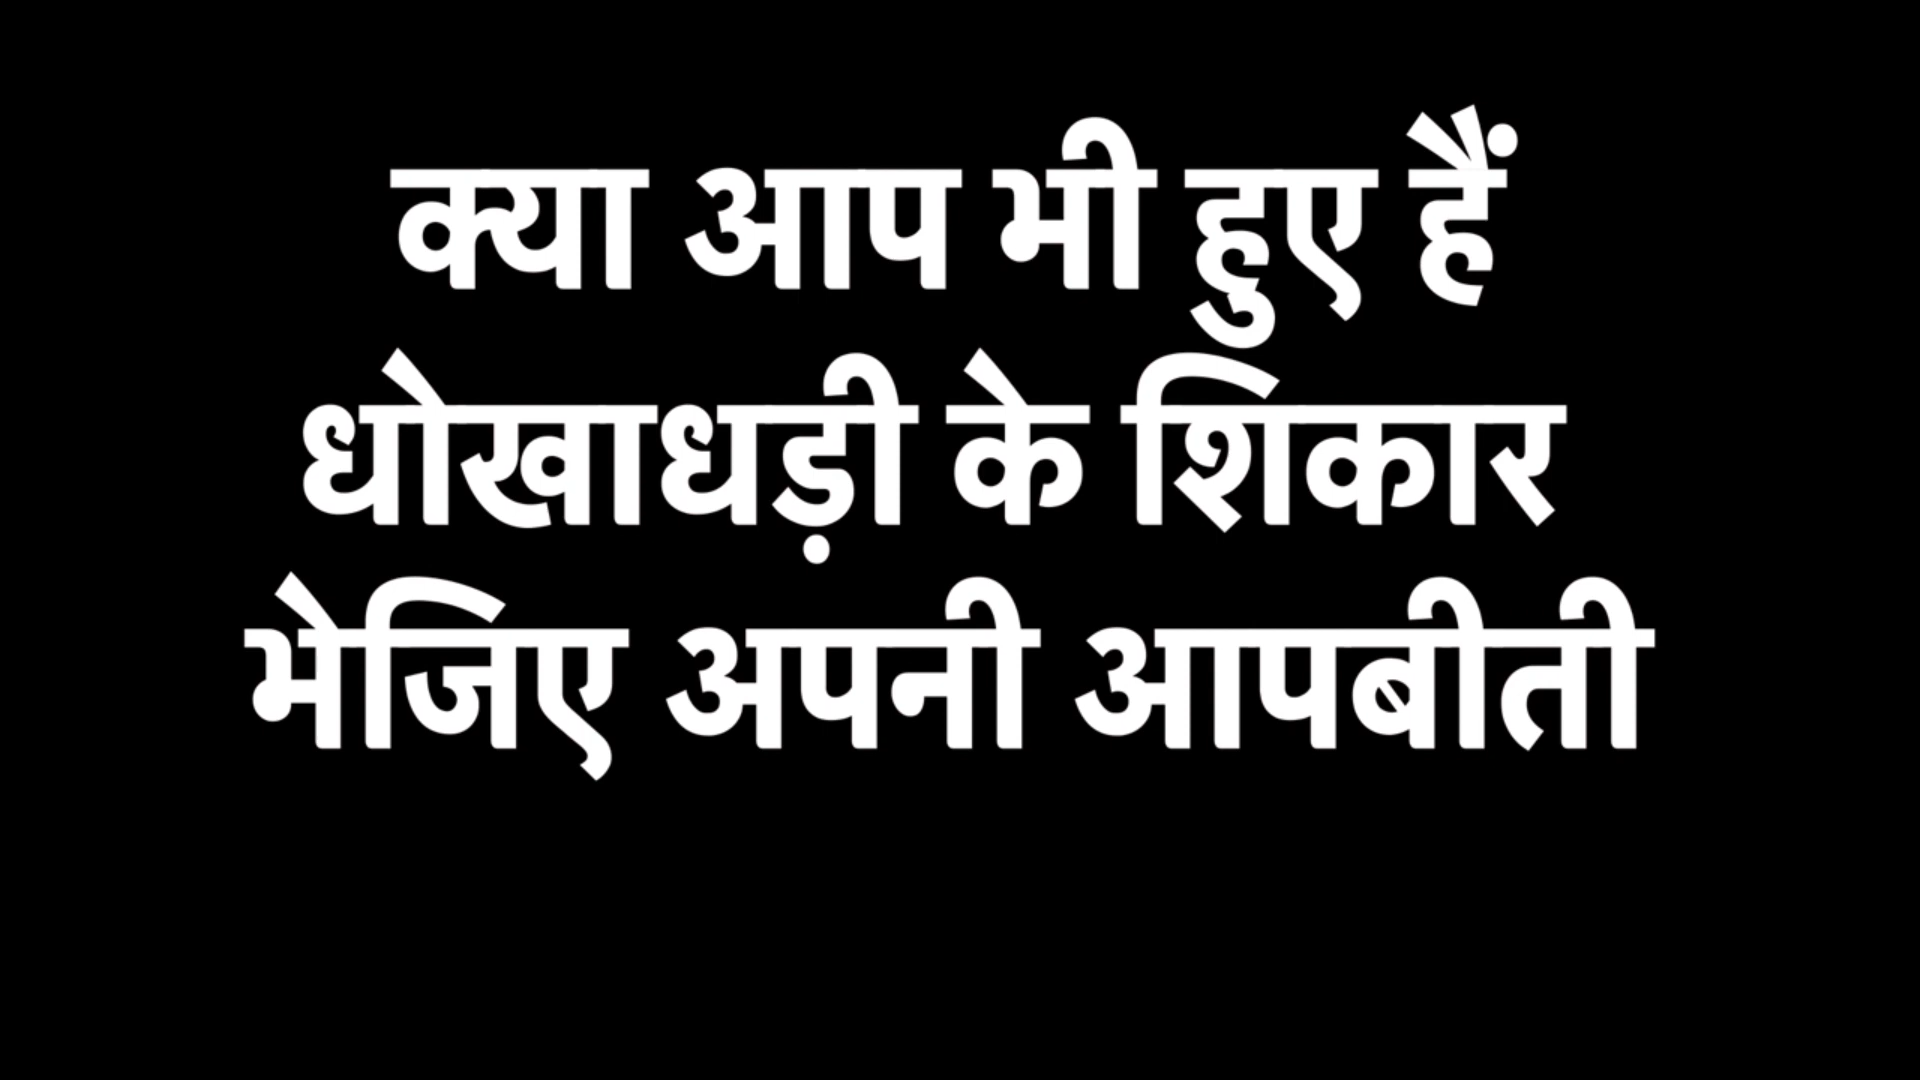 क्या आप भी हुए हैं
धोखाधड़ी के शिकार
भेजिए अपनी आपबीती